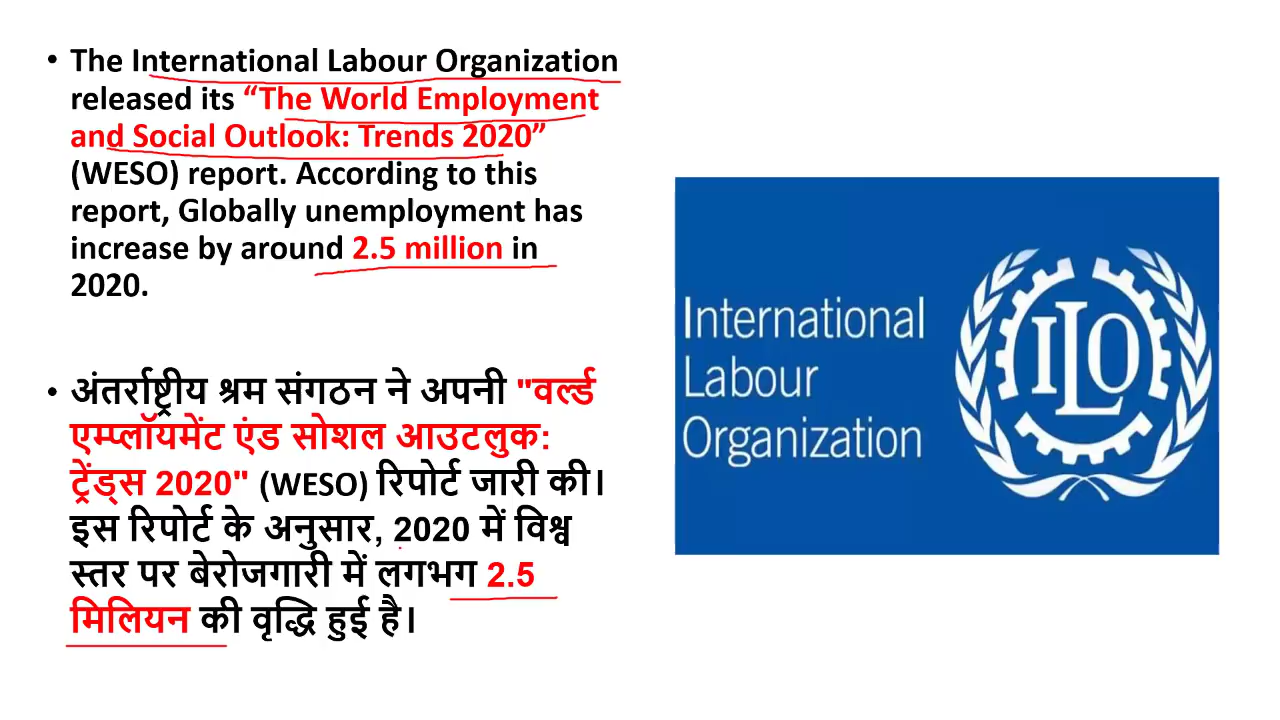 • The International Labour Organization
released its “The World Employment
and Social Outlook: Trends 2020”
(WESO) report. According to this
report, Globally unemployment has
increase by around 2.5 million in
2020.
• अंतर्राष्ट्रीय श्रम संगठन ने अपनी "वर्ल्ड
एम्प्लॉयमेंट एंड सोशल आउटलुक:
ट्रेंड्स 2020" (WESO) रिपोर्ट जारी की।
इस रिपोर्ट के अनुसार, 2020 में विश्व
स्तर पर बेरोजगारी में लगभग 2.5
मिलियन की वृद्धि हुई है।
International
Labour
Organization
ILO